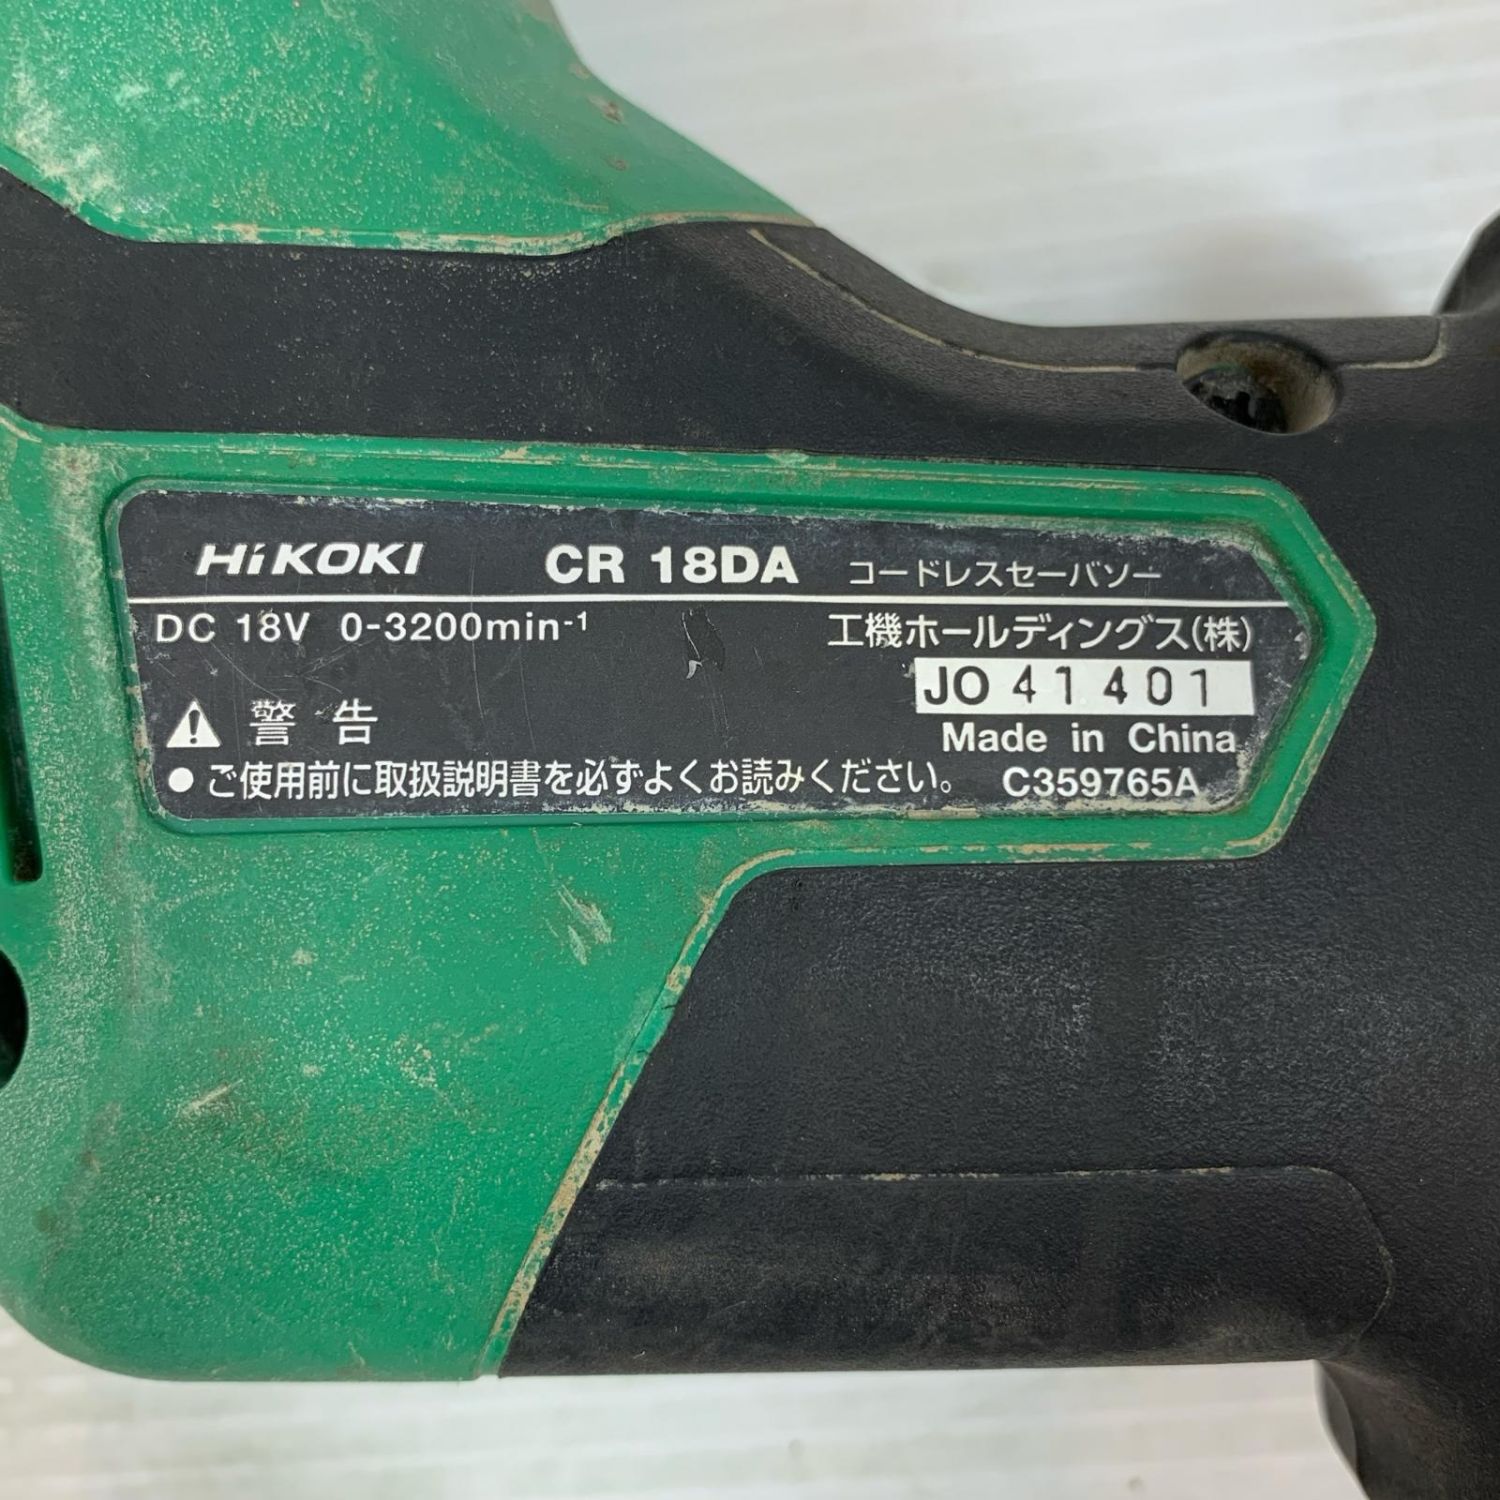 HiKOKI CR 18DA コードレスセーバソー
DC 18V 0-3200min-1 工機ホールディングス(株)
JO 41401
警告 Made in China
● ご使用前に取扱説明書を必ずよくお読みください。 C359765A